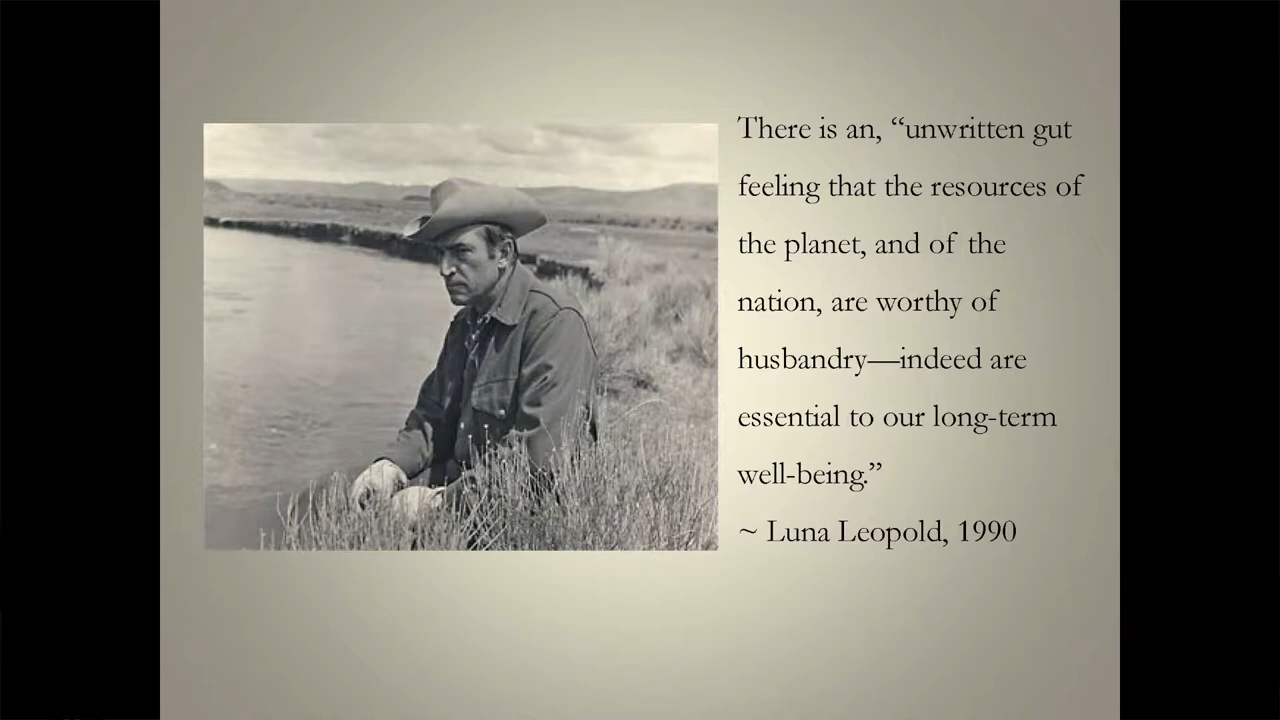 There is an, “unwritten gut
feeling that the resources of
the planet, and of the
nation, are worthy of
husbandry—indeed are
essential to our long-term
well-being.”
~ Luna Leopold, 1990